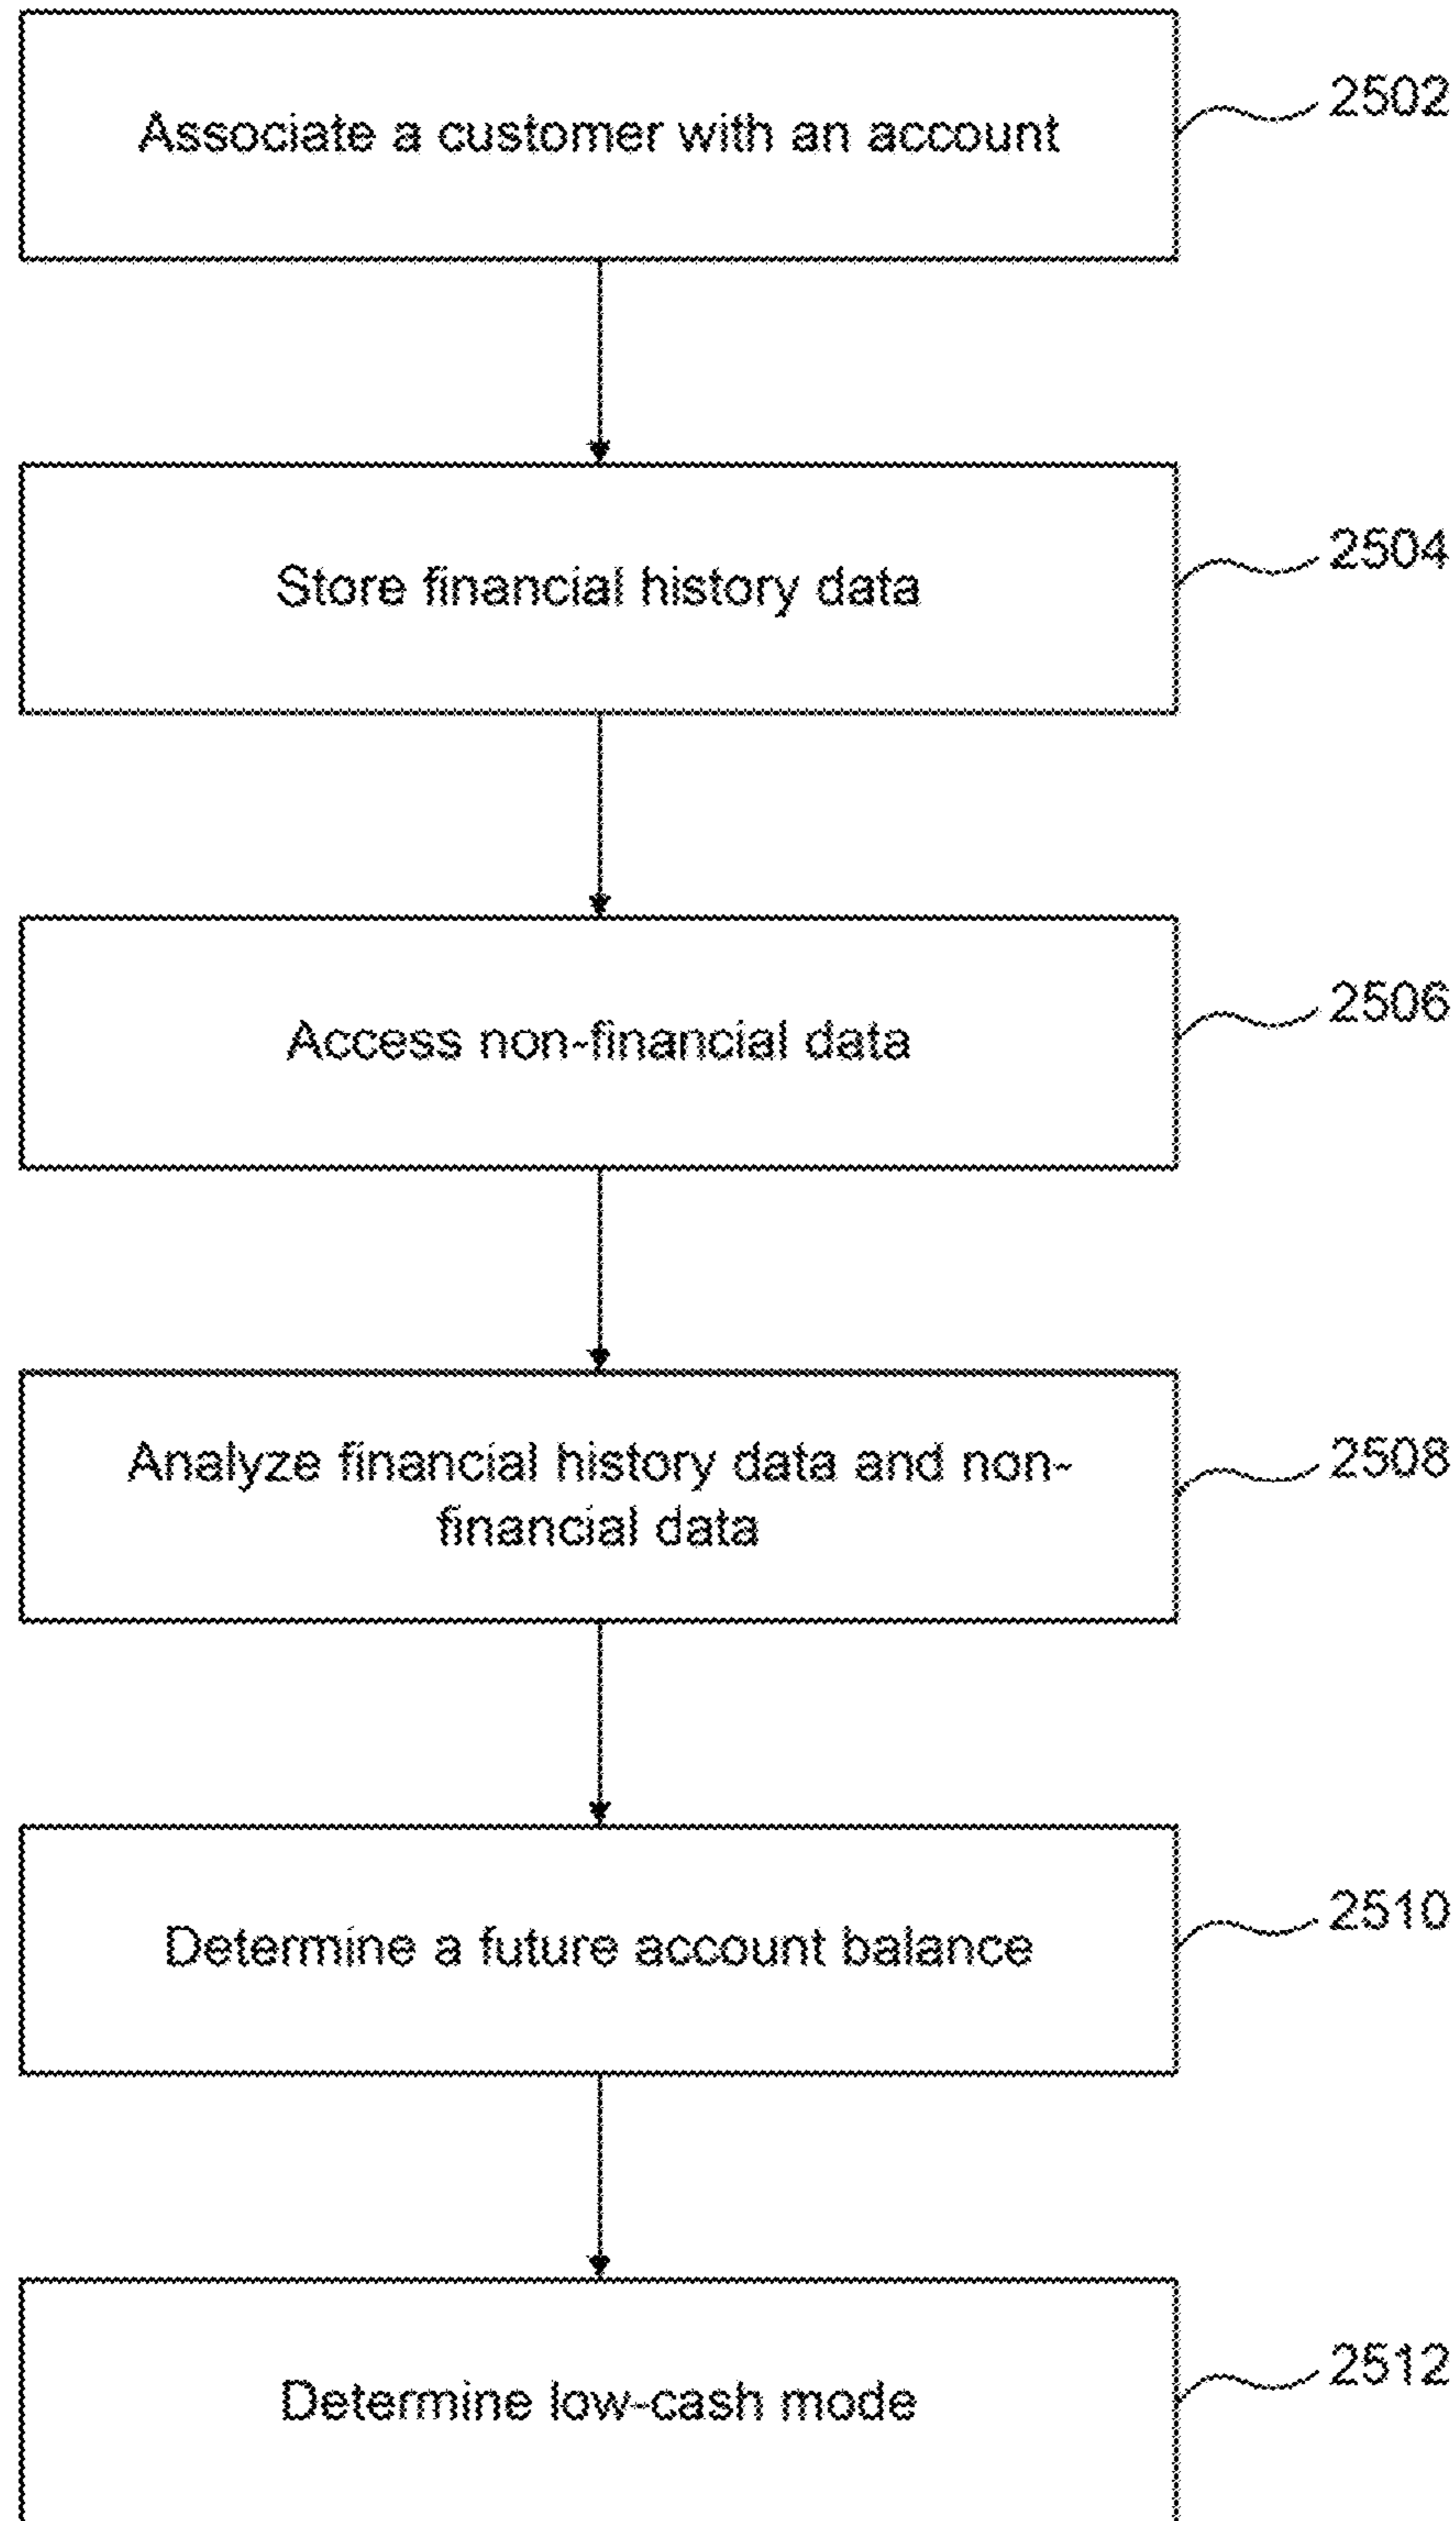 Associate a customer with an account
2502
Store financial history data
2504
Access non-financial data
2506
Analyze financial history data and non-
financial data
2508
Determine a future account balance
2510
Determine low-cash mode
2512